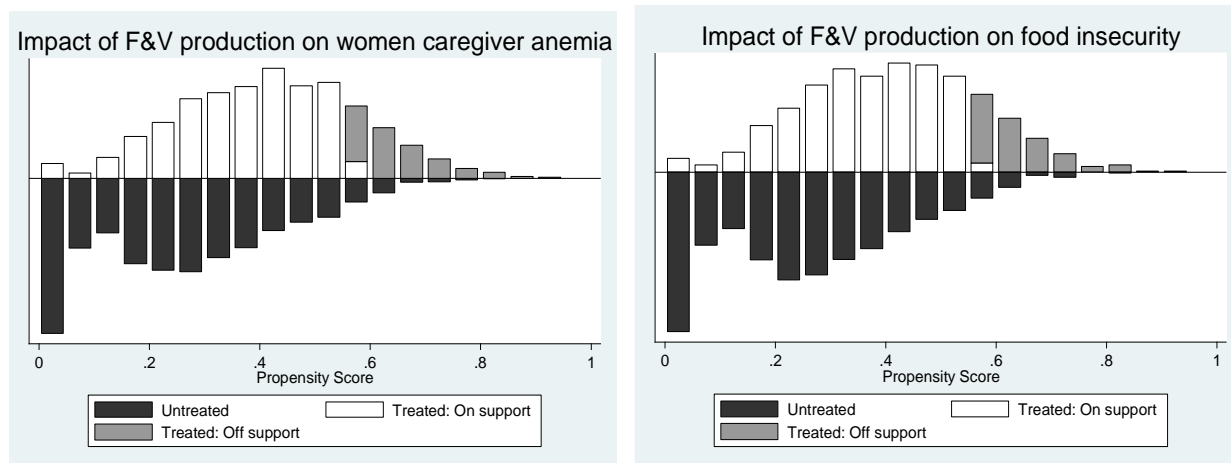 Impact of F&V production on women caregiver anemia
0 .2 .4 .6 .8 1
Propensity Score
Untreated Treated: On support
Treated: Off support
Impact of F&V production on food insecurity
0 .2 .4 .6 .8 1
Propensity Score
Untreated Treated: On support
Treated: Off support